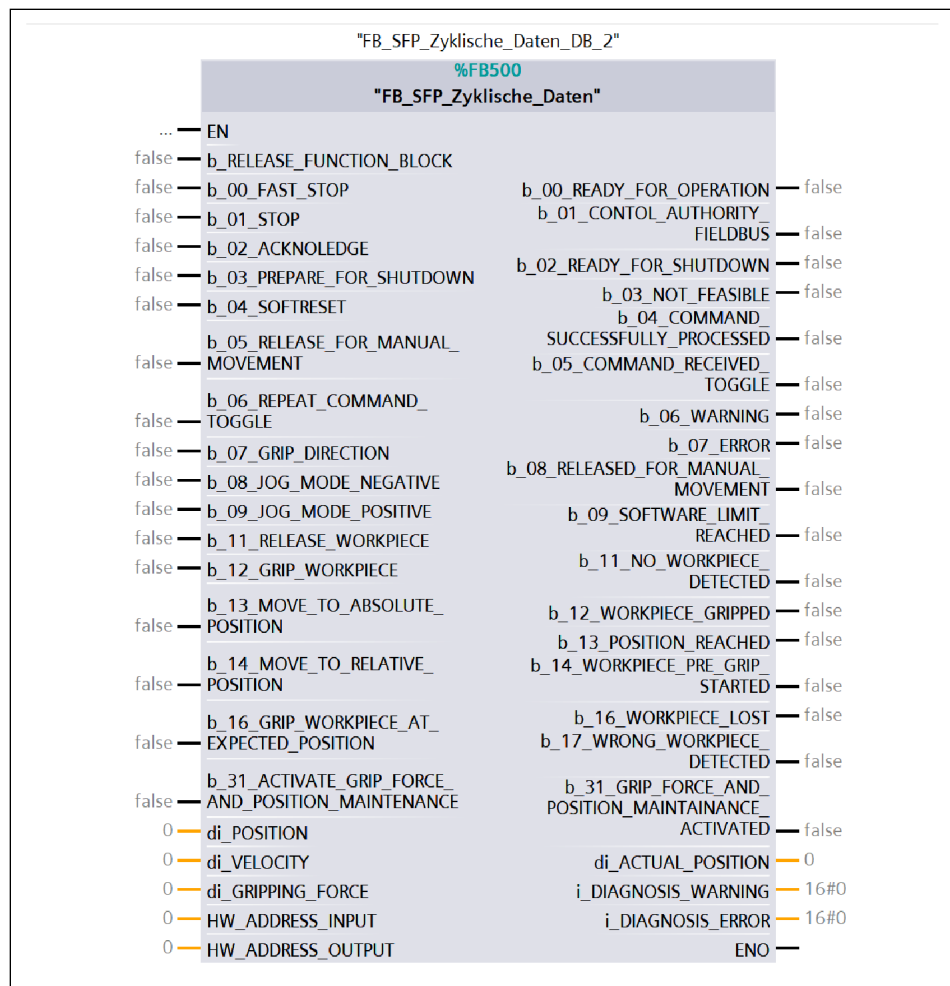 "FB_SFP_Zyklische_Daten_DB_2"
%FB500
"FB_SFP_Zyklische_Daten"
... EN
false b_RELEASE_FUNCTION_BLOCK
false b_00_FAST_STOP b_00_READY_FOR_OPERATION false
false b_01_STOP b_01_CONTOL_AUTHORITY_
FIELDBUS false
false b_02_ACKNOLEDGE b_02_READY_FOR_SHUTDOWN false
false b_03_PREPARE_FOR_SHUTDOWN b_03_NOT_FEASIBLE false
false b_04_SOFTRESET b_04_COMMAND_
SUCCESSFULLY_PROCESSED false
b_05_RELEASE_FOR_MANUAL_
false MOVEMENT b_05_COMMAND_RECEIVED_
TOGGLE false
b_06_REPEAT_COMMAND_
false TOGGLE b_06_WARNING false
false b_07_GRIP_DIRECTION b_07_ERROR false
false b_08_JOG_MODE_NEGATIVE b_08_RELEASED_FOR_MANUAL_
MOVEMENT false
false b_09_JOG_MODE_POSITIVE b_09_SOFTWARE_LIMIT_
REACHED false
false b_11_RELEASE_WORKPIECE b_11_NO_WORKPIECE_
DETECTED false
false b_12_GRIP_WORKPIECE b_12_WORKPIECE_GRIPPED false
b_13_MOVE_TO_ABSOLUTE_
false POSITION b_13_POSITION_REACHED false
b_14_MOVE_TO_RELATIVE_
false POSITION b_14_WORKPIECE_PRE_GRIP_
STARTED false
b_16_GRIP_WORKPIECE_AT_
false EXPECTED_POSITION b_16_WORKPIECE_LOST false
b_17_WRONG_WORKPIECE_
DETECTED false
b_31_ACTIVATE_GRIP_FORCE_
false AND_POSITION_MAINTENANCE b_31_GRIP_FORCE_AND_
POSITION_MAINTAINANCE_
ACTIVATED false
0 di_POSITION
0 di_VELOCITY di_ACTUAL_POSITION 0
0 di_GRIPPING_FORCE i_DIAGNOSIS_WARNING 16#0
0 HW_ADDRESS_INPUT i_DIAGNOSIS_ERROR 16#0
0 HW_ADDRESS_OUTPUT ENO